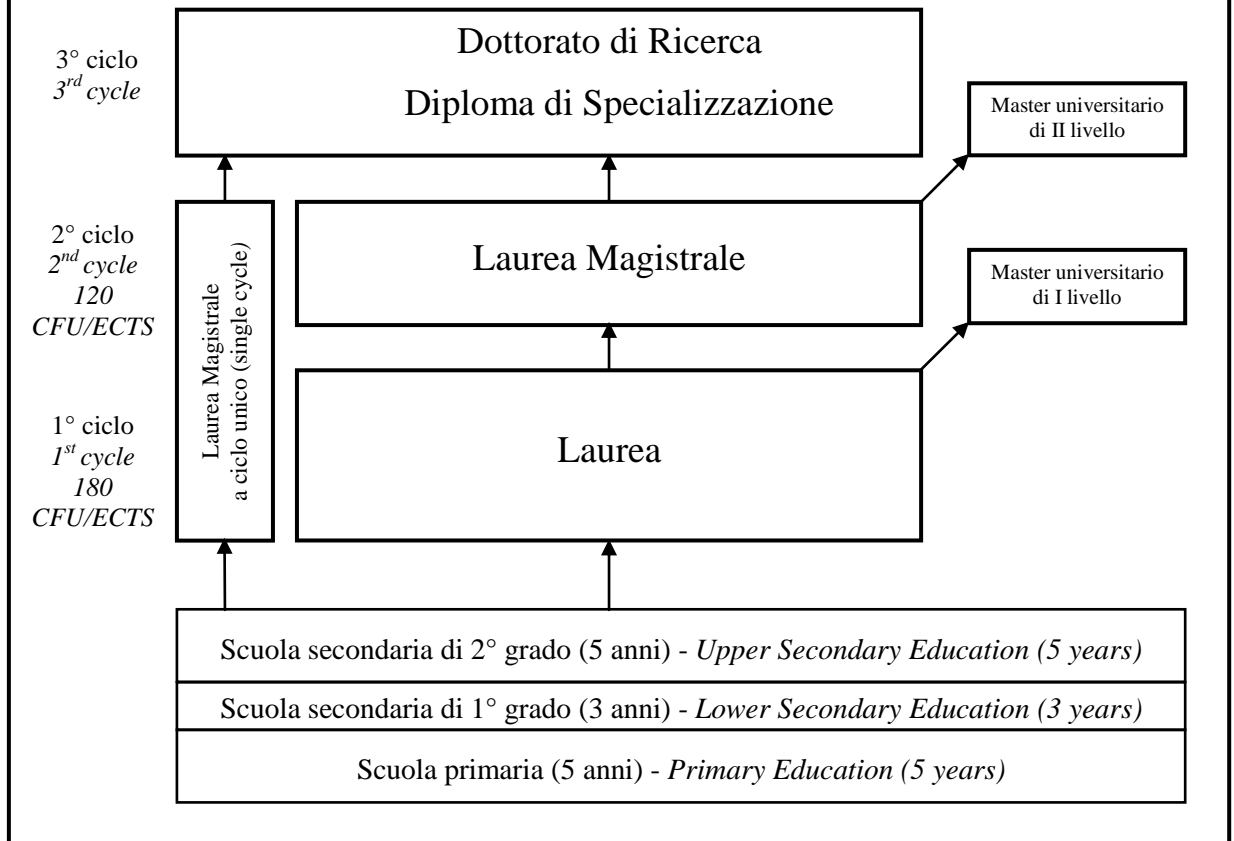 Dottorato di Ricerca
Diploma di Specializzazione
3° ciclo
3rd cycle
Master universitario
di II livello
2° ciclo
2nd cycle
120
CFU/ECTS
Laurea Magistrale
Master universitario
di I livello
Laurea Magistrale
a ciclo unico (single cycle)
1° ciclo
1st cycle
180
CFU/ECTS
Laurea
Scuola secondaria di 2° grado (5 anni) - Upper Secondary Education (5 years)
Scuola secondaria di 1° grado (3 anni) - Lower Secondary Education (3 years)
Scuola primaria (5 anni) - Primary Education (5 years)